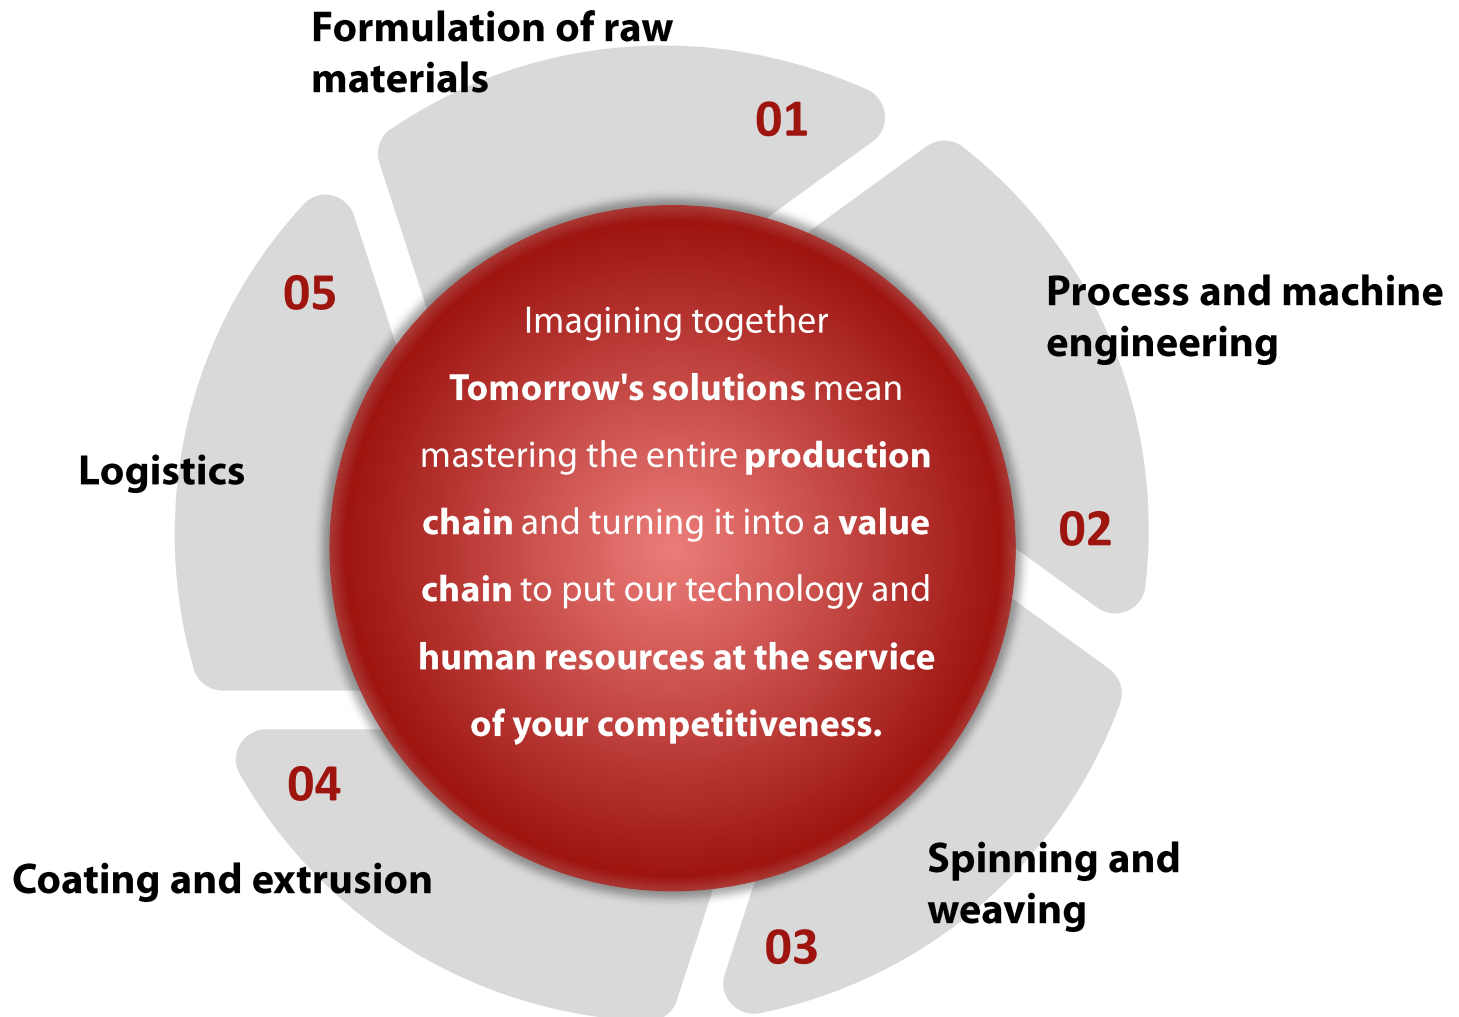 Formulation of raw
materials
01
Process and machine
engineering
02
Spinning and
weaving
03
Coating and extrusion
04
Logistics
05
Imagining together
Tomorrow's solutions mean
mastering the entire production
chain and turning it into a value
chain to put our technology and
human resources at the service
of your competitiveness.